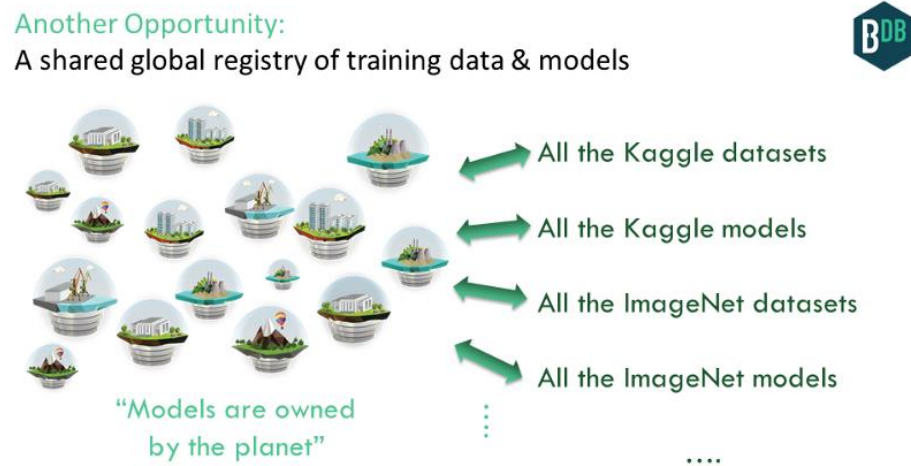 Another Opportunity:
A shared global registry of training data & models
BDB
All the Kaggle datasets
All the Kaggle models
All the ImageNet datasets
All the ImageNet models
....
“Models are owned
by the planet”